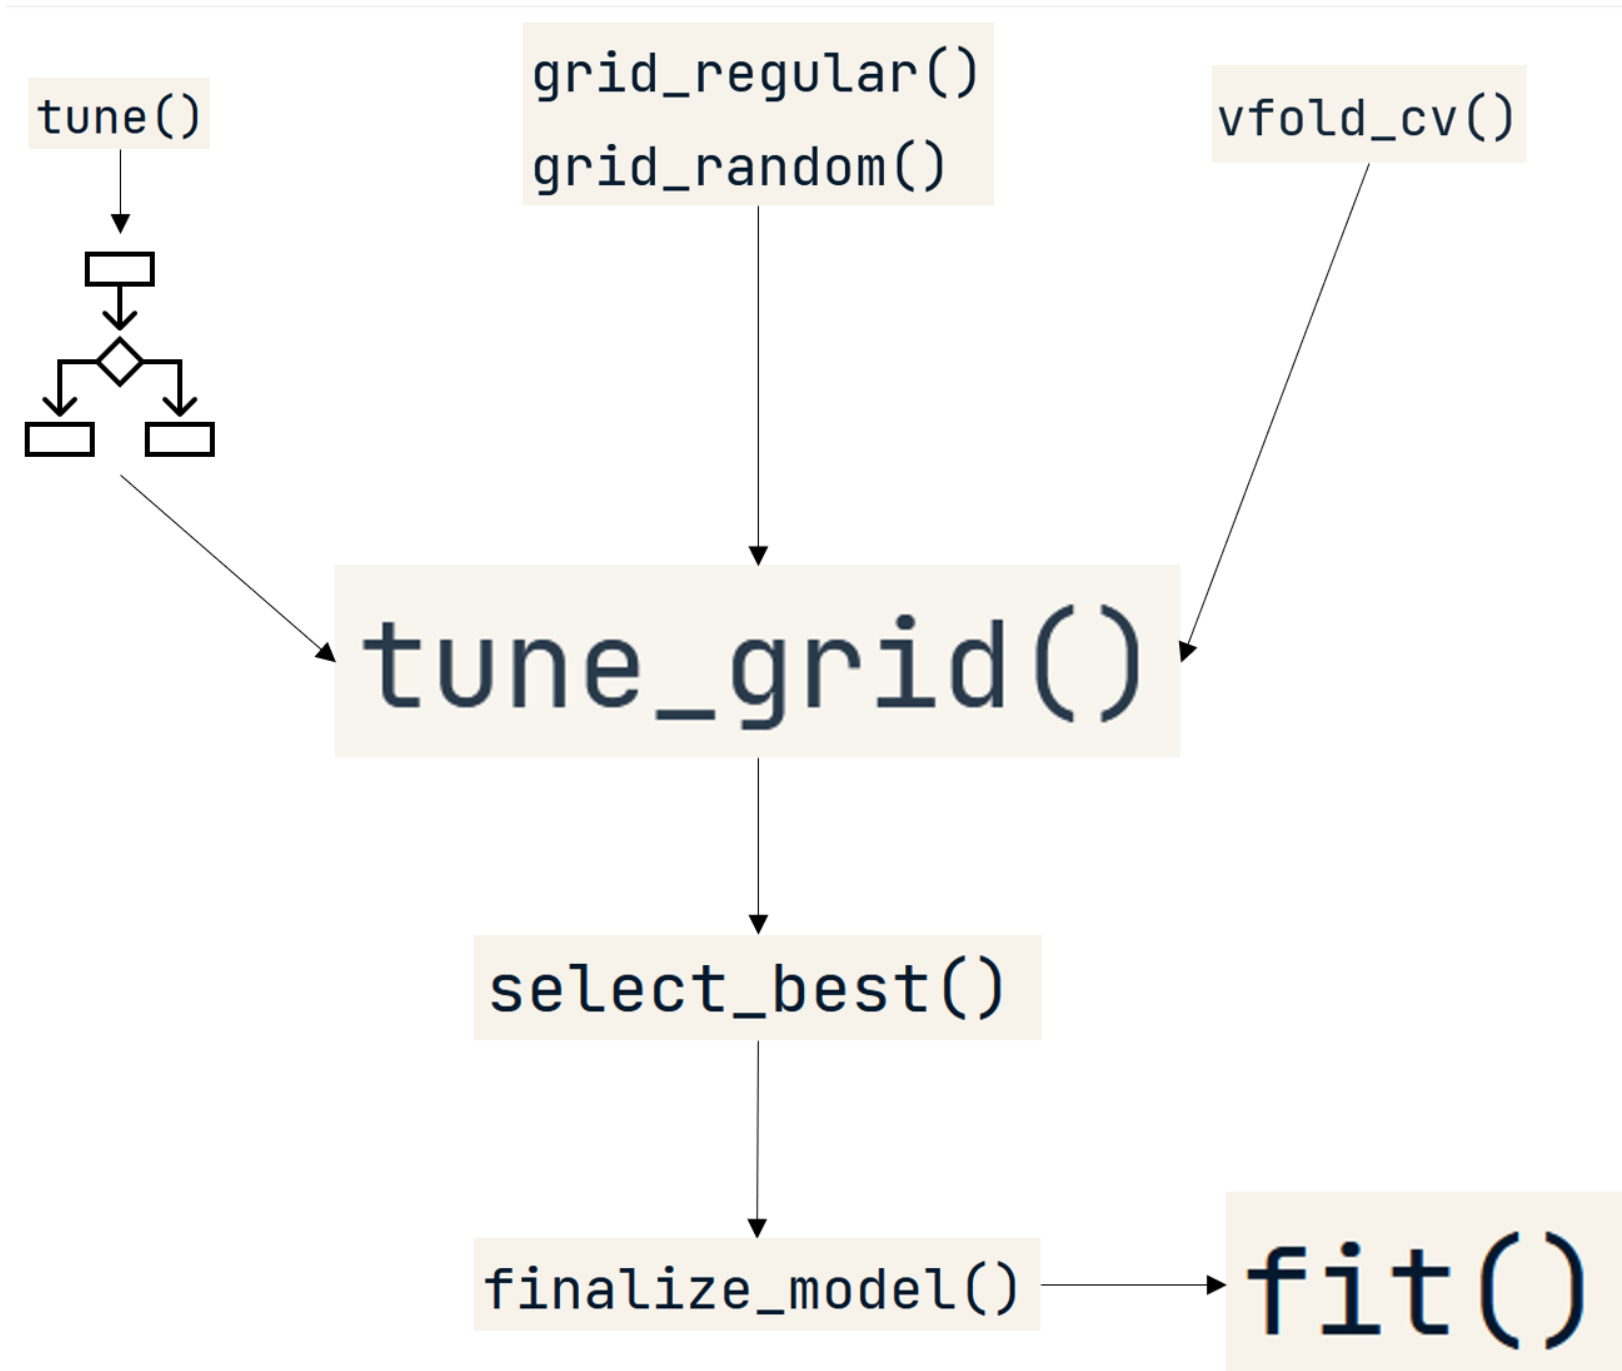 tune()
grid_regular()
grid_random()
vfold_cv()
tune_grid()
select_best()
finalize_model()
fit()